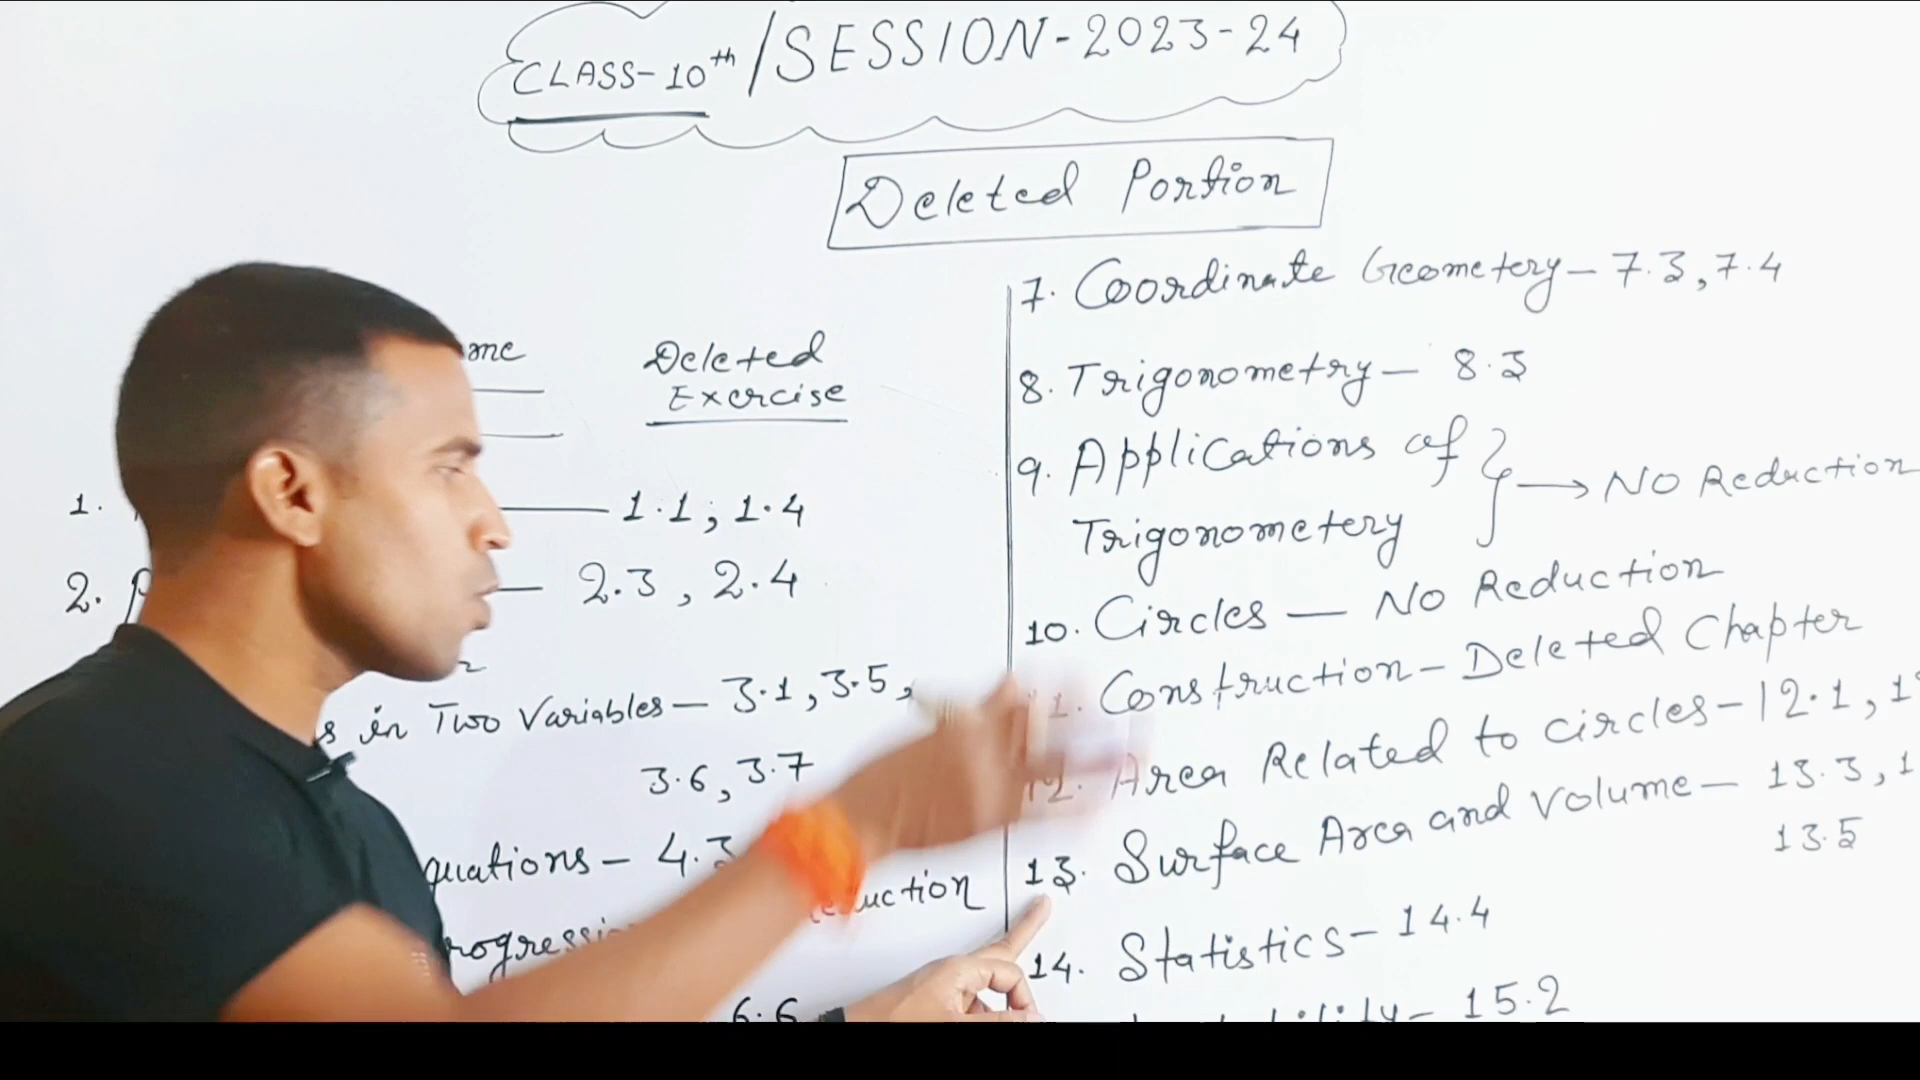 CLASS-10th/SESSION-2023-24
Deleted Portion
Deleted
Exercise
1. 1.1, 1.4
2. 2.3, 2.4
in Two Variables - 3.1, 3.5,
3.6, 3.7
4.3
6.6
7. Coordinate Geometery - 7.3, 7.4
8. Trigonometry - 8.3
9. Applications of
Trigonometery
→ No Reduction
10. Circles - No Reduction
Construction - Deleted Chapter
12. Area Related to circles - 12.1,
13. Surface Area and Volume - 13.3,
13.5
14. Statistics - 14.4
15.2